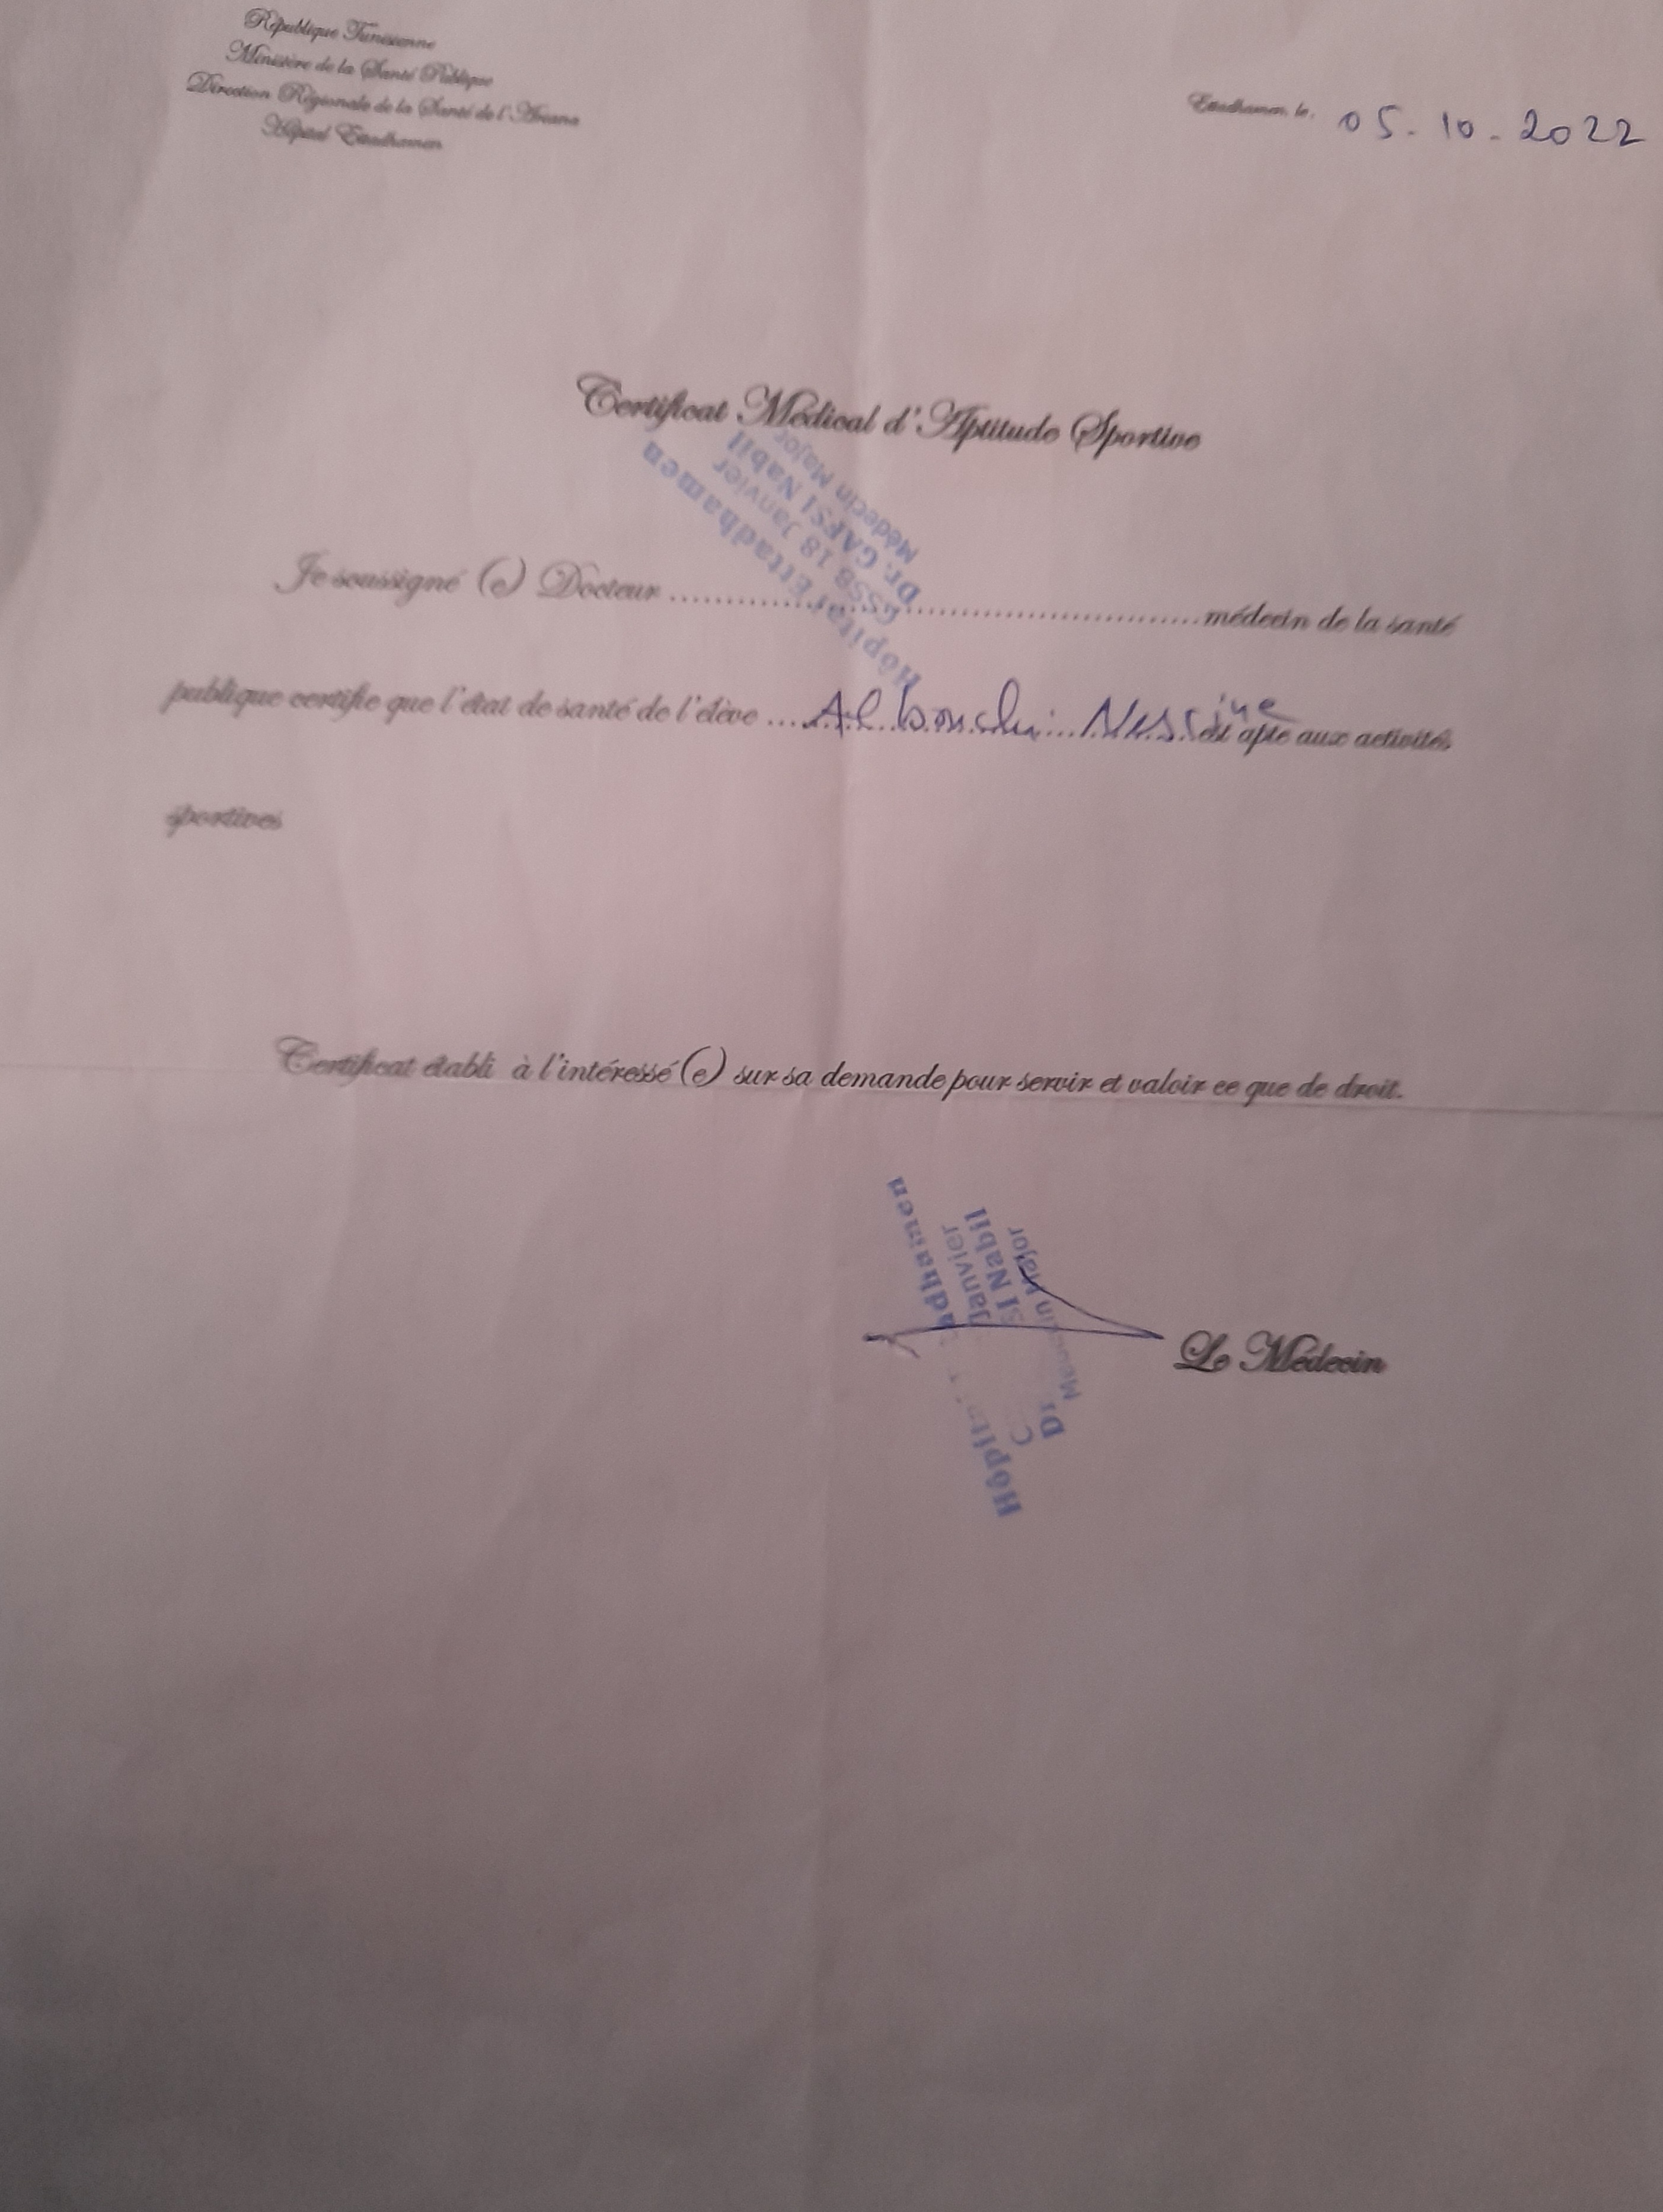 République Tunisienne
Ministère de la Santé Publique
Direction Régionale de la Santé de l'Ariana
Hôpital Ettadhamen
Ettadhamen, le, 05.10.2022
Certificat Médical d'Aptitude Sportive
Hôpital Ettadhamen
CSSB 18 Janvier
Dr. GAFSI Nabil
Médecin Major
Je soussigné (e) Docteur .......................................................... médecin de la santé
publique certifie que l'état de santé de l'élève .... Nessine est apte aux activités
sportives
Certificat établi à l'intéressé (e) sur sa demande pour servir et valoir ce que de droit.
Janvier
Nabil
Le Médecin